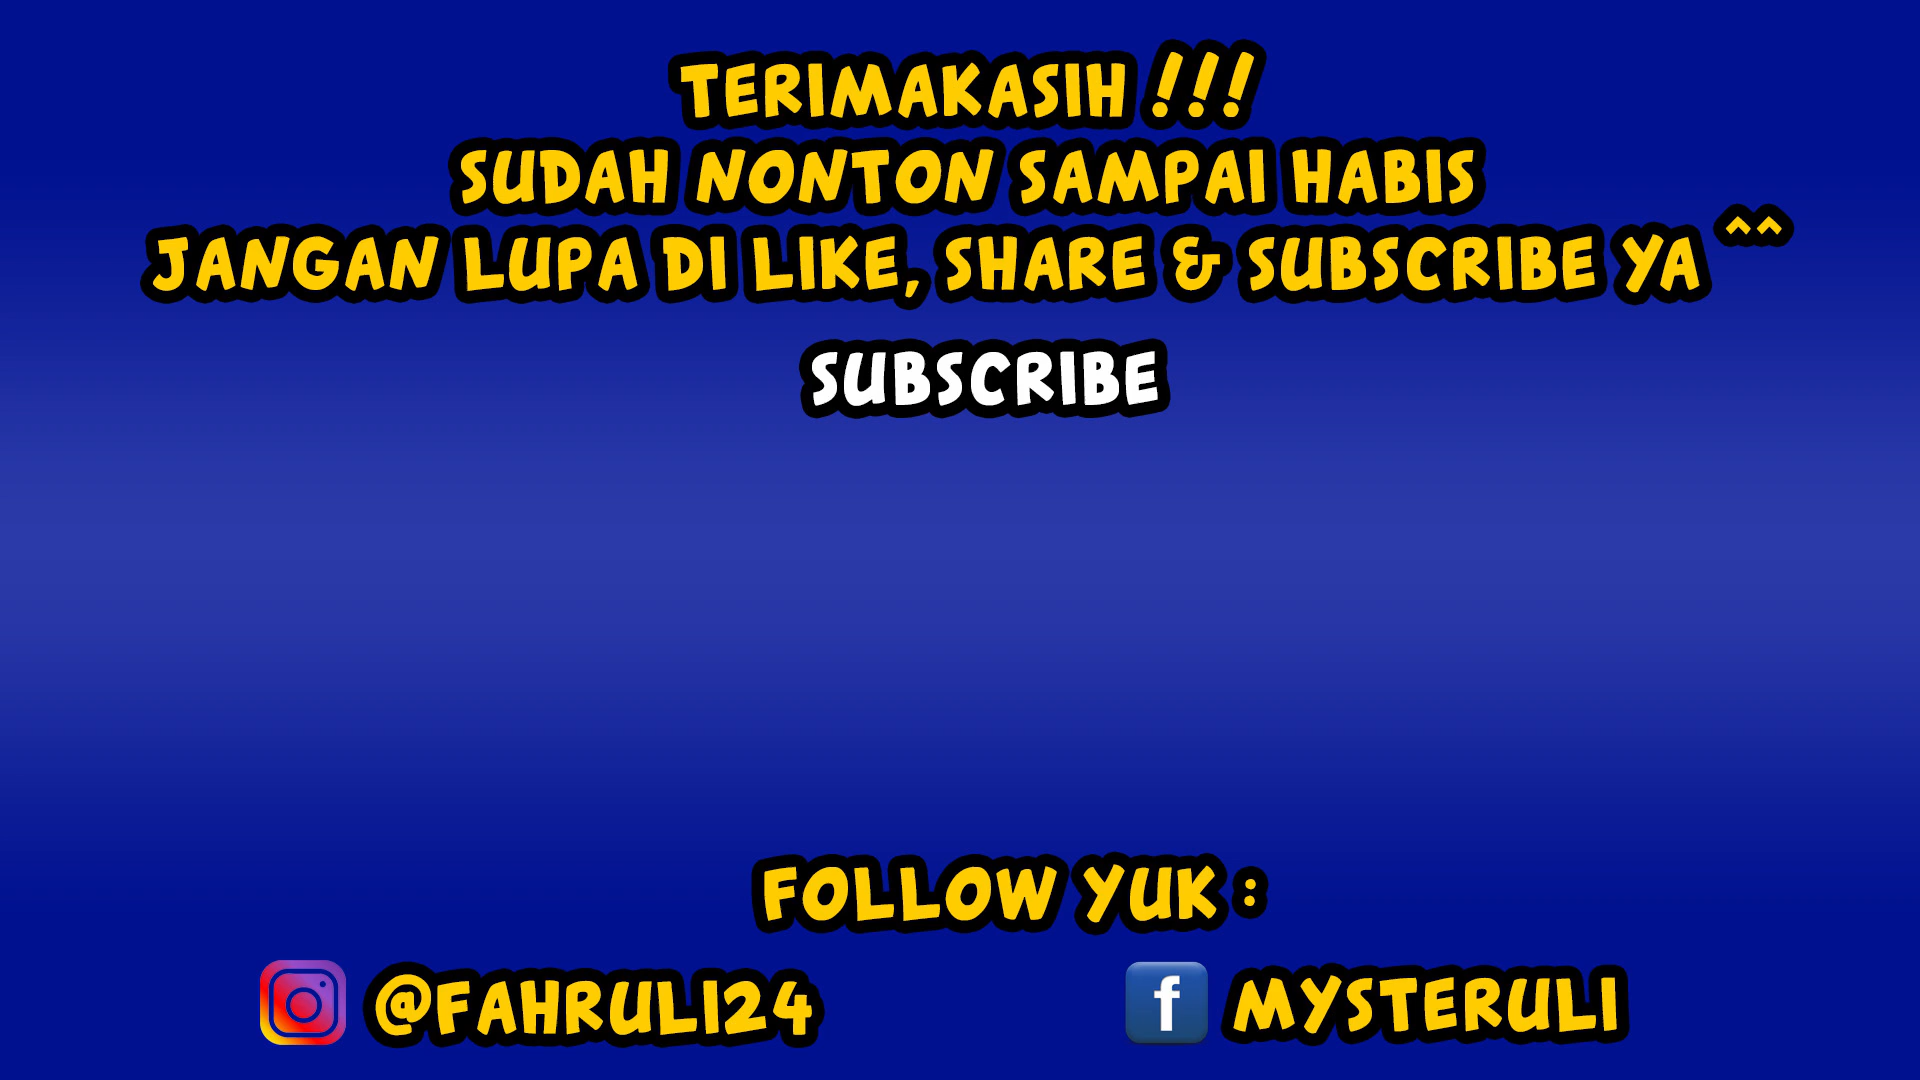 TERIMAKASIH !!!
SUDAH NONTON SAMPAI HABIS
JANGAN LUPA DI LIKE, SHARE & SUBSCRIBE YA ^^
SUBSCRIBE
FOLLOW YUK :
@FAHRULI24
f MYSTERULI